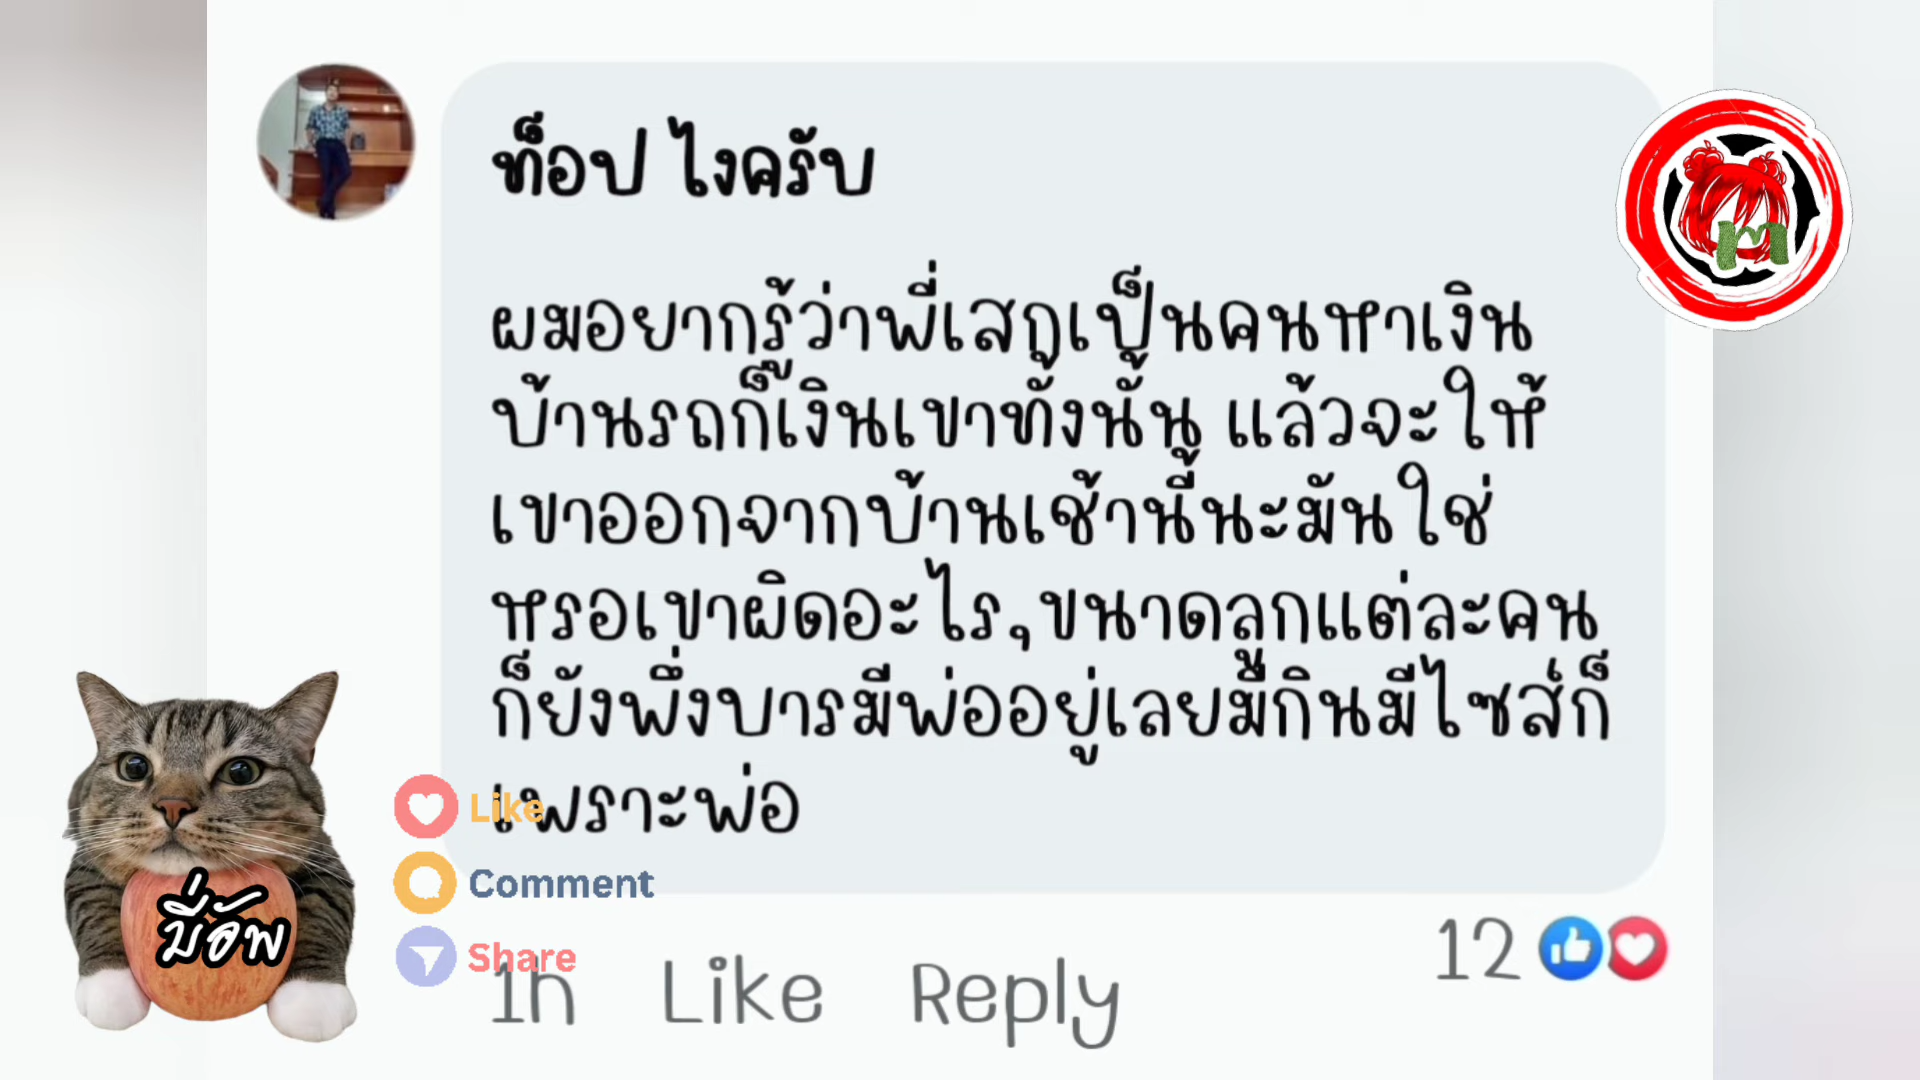 ท็อป ไงครับ
ผมอยากรู้ว่าพี่เสกเป็นคนหาเงิน
บ้านรถก็เงินเขาทั้งนั้น แล้วจะให้
เขาออกจากบ้านเช้านี้นะมันใช่
หรอเขาผิดอะไร,ขนาดลูกแต่ละคน
ก็ยังพึ่งบารมีพ่ออยู่เลยมีกินมีไซส์ก็
เพราะพ่อ
Like
Comment
Share
บี่อัพ
1h Like Reply
12